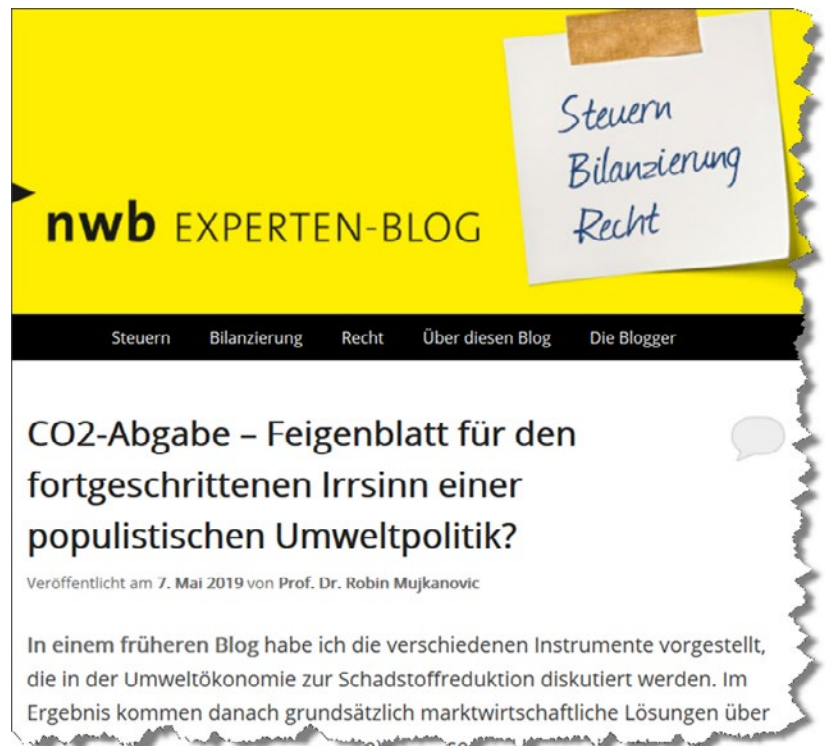 Steuern
Bilanzierung
Recht
nwb EXPERTEN-BLOG
Steuern Bilanzierung Recht Über diesen Blog Die Blogger
CO2-Abgabe – Feigenblatt für den
fortgeschrittenen Irrsinn einer
populistischen Umweltpolitik?
Veröffentlicht am 7. Mai 2019 von Prof. Dr. Robin Mujkanovic
In einem früheren Blog habe ich die verschiedenen Instrumente vorgestellt,
die in der Umweltökonomie zur Schadstoffreduktion diskutiert werden. Im
Ergebnis kommen danach grundsätzlich marktwirtschaftliche Lösungen über